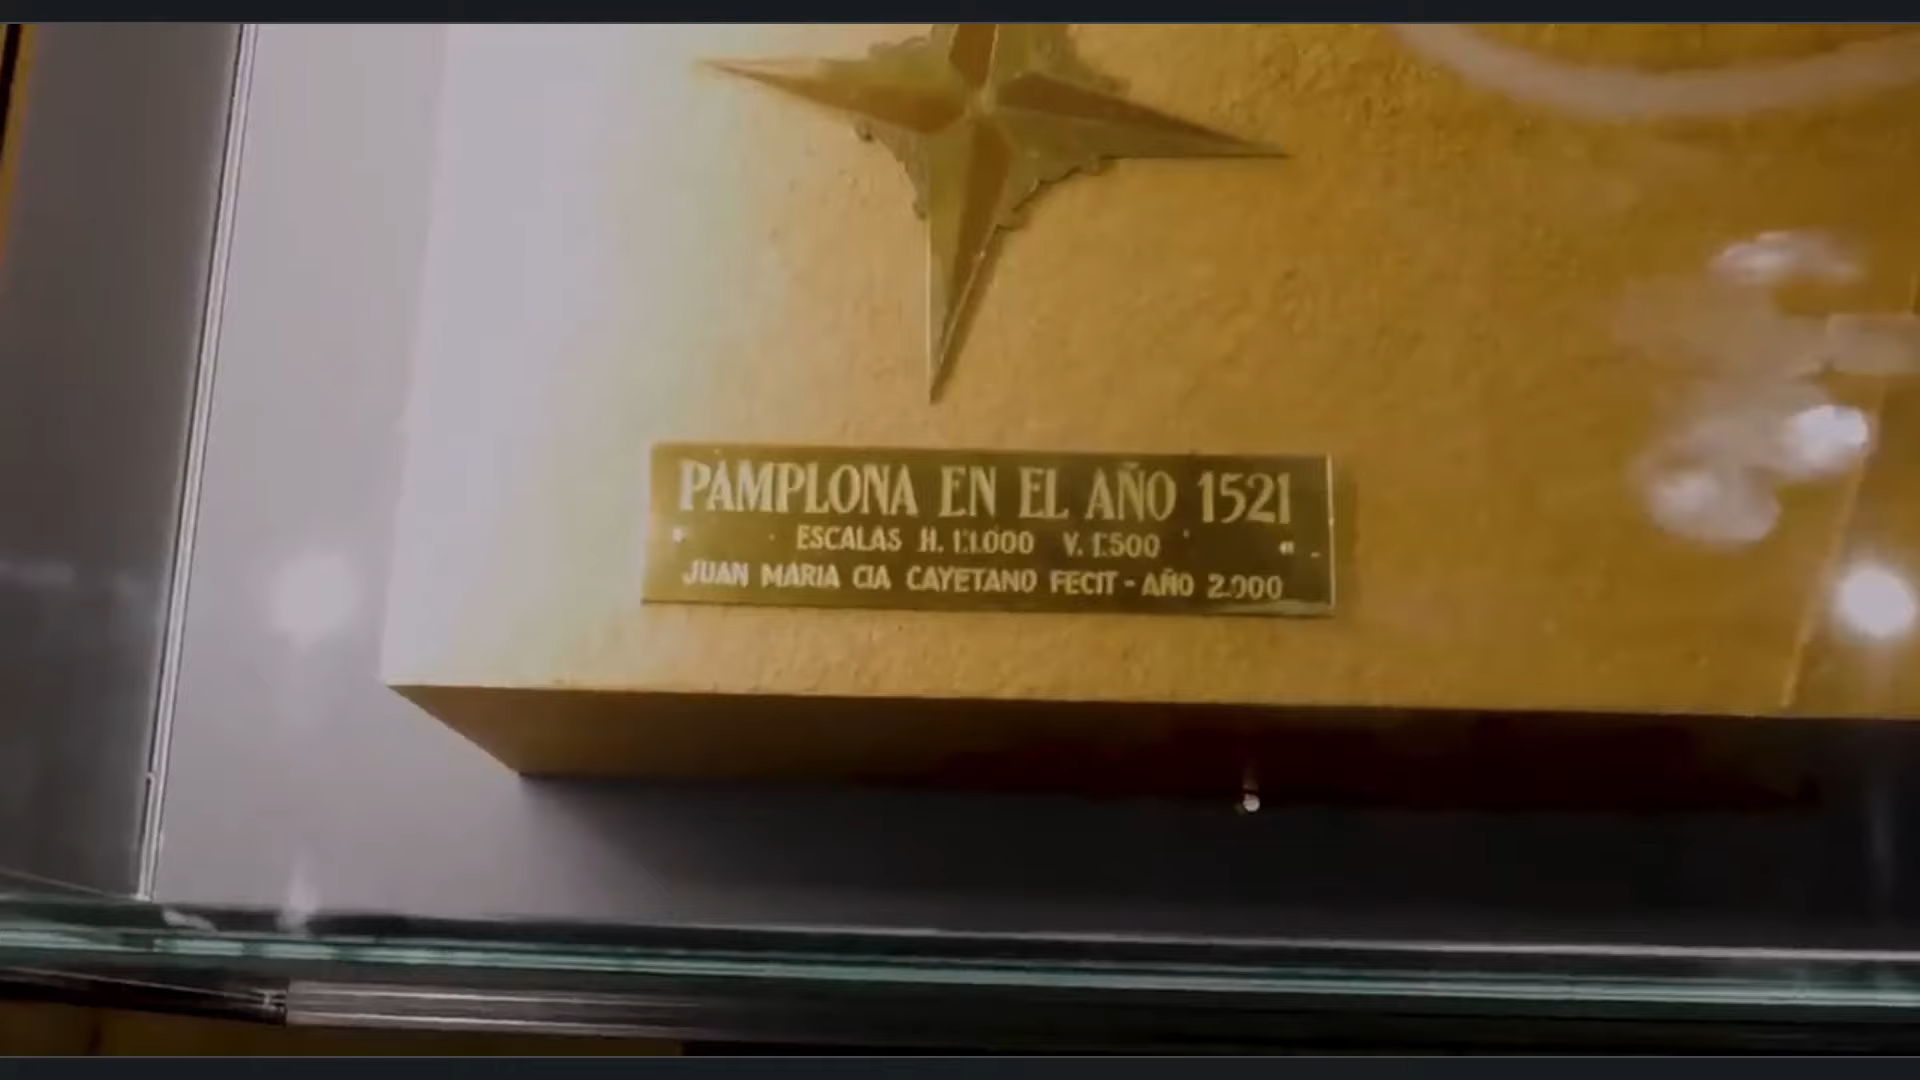 PAMPLONA EN EL AÑO 1521
ESCALAS H. 1:1.000 V. 1:500
JUAN MARIA CIA CAYETANO FECIT - AÑO 2.000